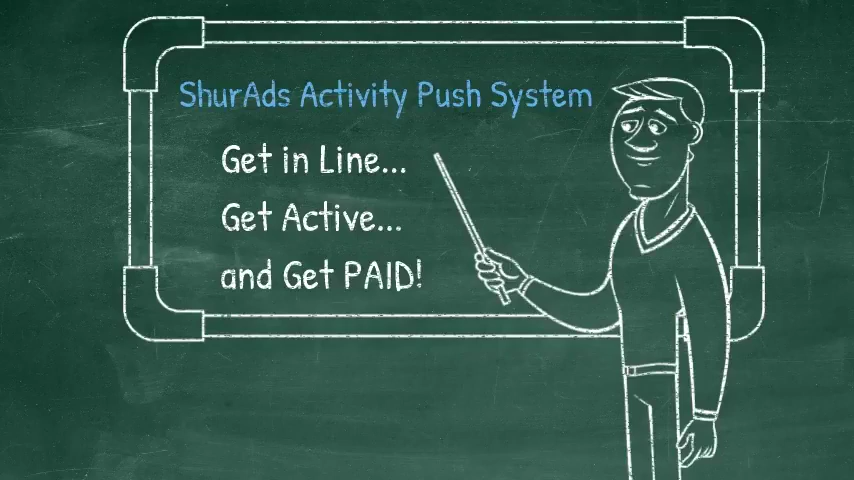 ShurAds Activity Push System
Get in Line...
Get Active...
and Get PAID!